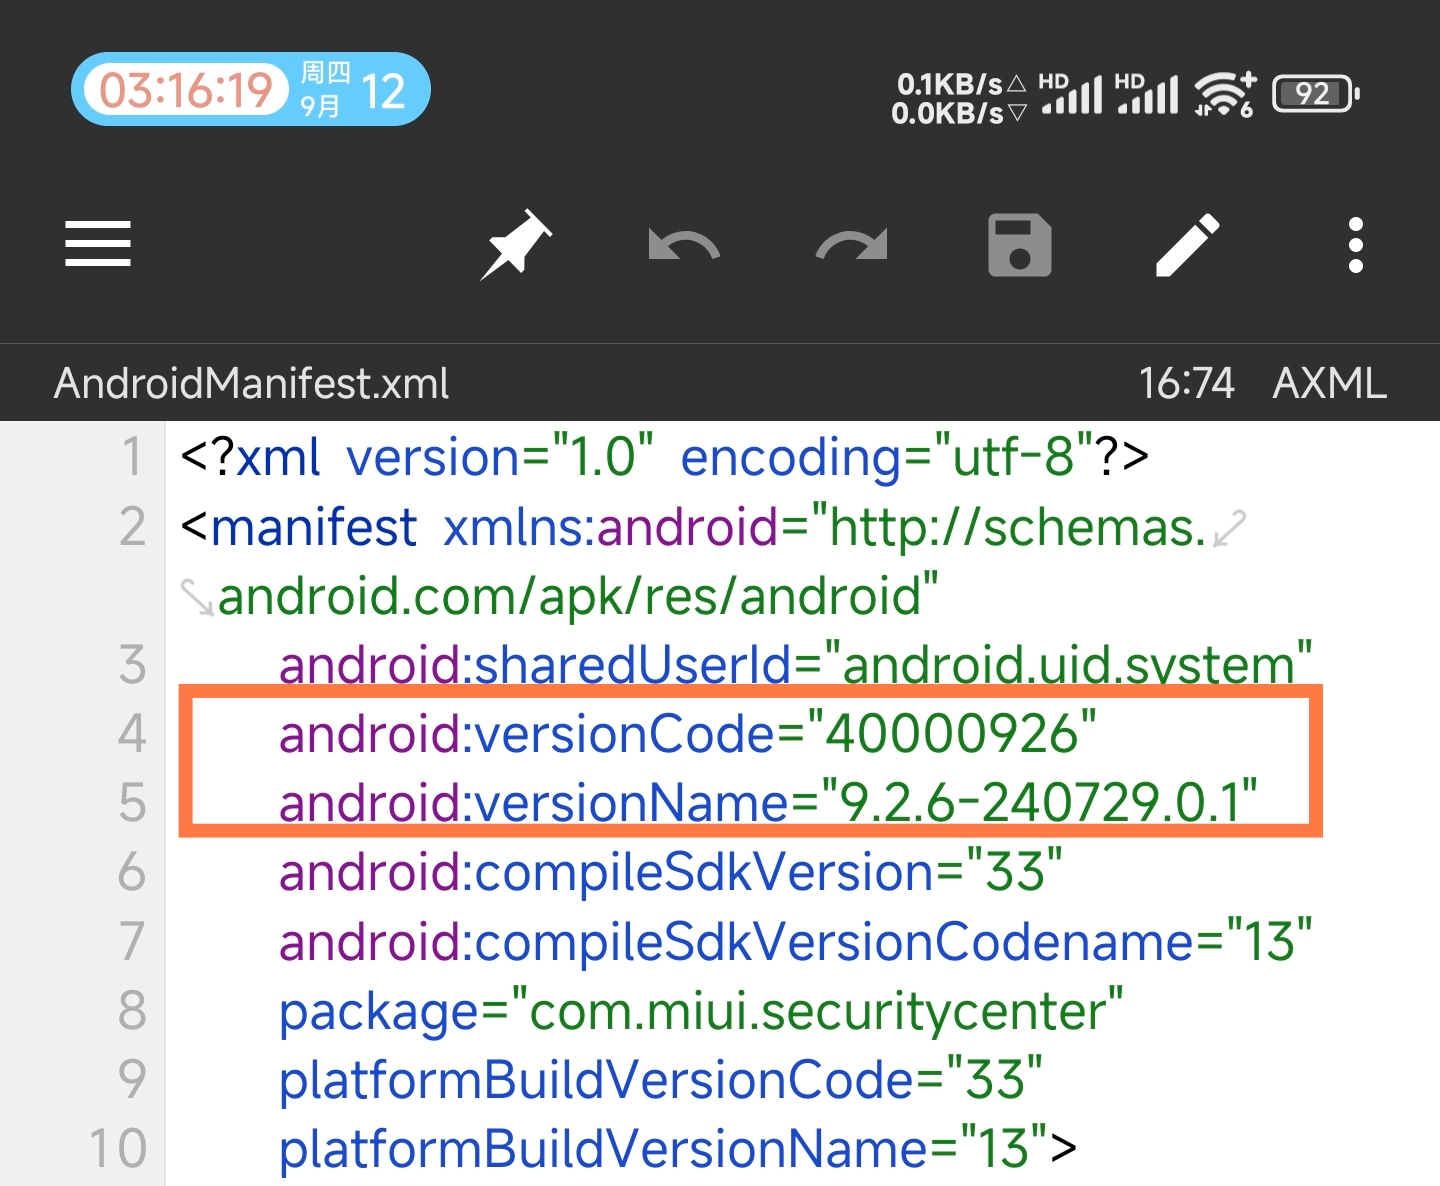 03:16:19 周四 9月 12
0.1KB/s HD HD 6 92
0.0KB/s
AndroidManifest.xml 16:74 AXML
1 <?xml version="1.0" encoding="utf-8"?>
2 <manifest xmlns:android="http://schemas.
android.com/apk/res/android"
3 android:sharedUserId="android.uid.system"
4 android:versionCode="40000926"
5 android:versionName="9.2.6-240729.0.1"
6 android:compileSdkVersion="33"
7 android:compileSdkVersionCodename="13"
8 package="com.miui.securitycenter"
9 platformBuildVersionCode="33"
10 platformBuildVersionName="13">